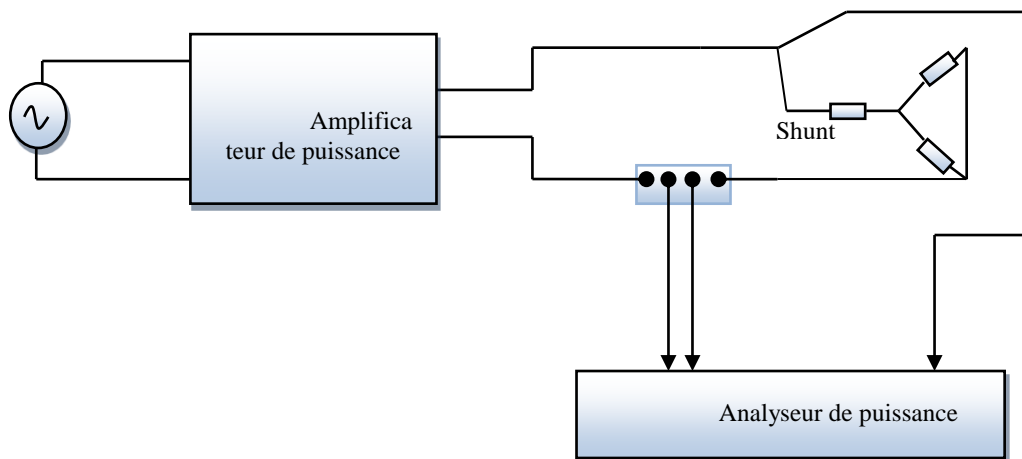 Amplifica
teur de puissance
Shunt
Analyseur de puissance